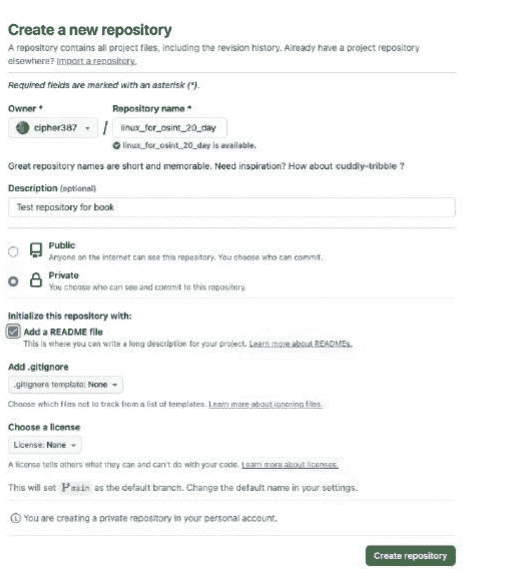 Create a new repository
A repository contains all project files, including the revision history. Already have a project repository
elsewhere? Import a repository.
Required fields are marked with an asterisk (*).
Owner * Repository name *
cipher387 / linux_for_osint_20_day
linux_for_osint_20_day is available.
Great repository names are short and memorable. Need inspiration? How about cuddly-tribble ?
Description (optional)
Test repository for book
Public
Anyone on the internet can see this repository. You choose who can commit.
Private
You choose who can see and commit to this repository.
Initialize this repository with:
Add a README file
This is where you can write a long description for your project. Learn more about READMEs.
Add .gitignore
.gitignore template: None
Choose which files not to track from a list of templates. Learn more about ignoring files.
Choose a license
License: None
A license tells others what they can and can't do with your code. Learn more about licenses.
This will set main as the default branch. Change the default name in your settings.
You are creating a private repository in your personal account.
Create repository